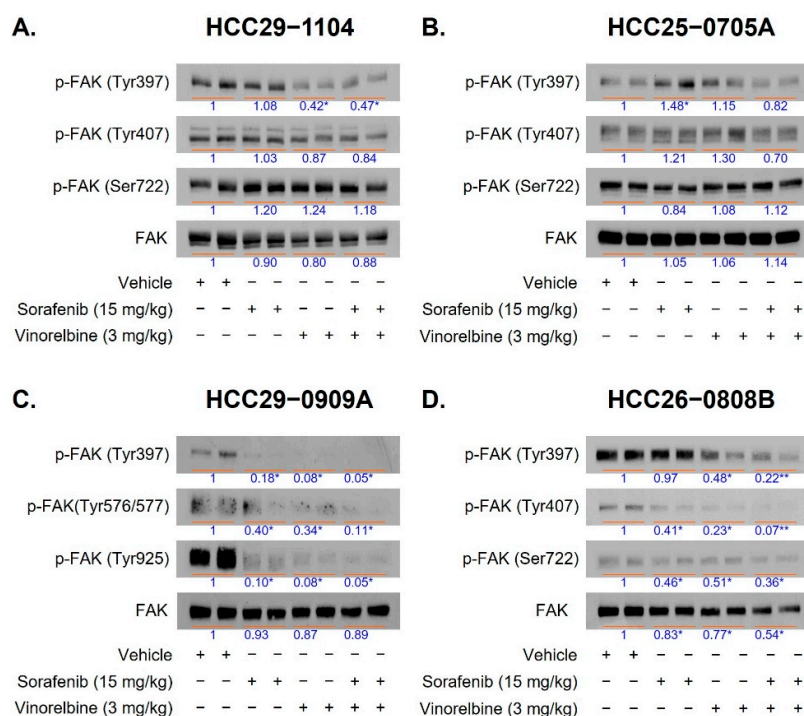 A. HCC29−1104
p-FAK (Tyr397)
1 1.08 0.42* 0.47*
p-FAK (Tyr407)
1 1.03 0.87 0.84
p-FAK (Ser722)
1 1.20 1.24 1.18
FAK
1 0.90 0.80 0.88
Vehicle + + − − − − − −
Sorafenib (15 mg/kg) − − + + − − + +
Vinorelbine (3 mg/kg) − − − − + + + +
B. HCC25−0705A
p-FAK (Tyr397)
1 1.48* 1.15 0.82
p-FAK (Tyr407)
1 1.21 1.30 0.70
p-FAK (Ser722)
1 0.84 1.08 1.12
FAK
1 1.05 1.06 1.14
Vehicle + + − − − − − −
Sorafenib (15 mg/kg) − − + + − − + +
Vinorelbine (3 mg/kg) − − − − + + + +
C. HCC29−0909A
p-FAK (Tyr397)
1 0.18* 0.08* 0.05*
p-FAK(Tyr576/577)
1 0.40* 0.34* 0.11*
p-FAK (Tyr925)
1 0.10* 0.08* 0.05*
FAK
1 0.93 0.87 0.89
Vehicle + + − − − − − −
Sorafenib (15 mg/kg) − − + + − − + +
Vinorelbine (3 mg/kg) − − − − + + + +
D. HCC26−0808B
p-FAK (Tyr397)
1 0.97 0.48* 0.22**
p-FAK (Tyr407)
1 0.41* 0.23* 0.07**
p-FAK (Ser722)
1 0.46* 0.51* 0.36*
FAK
1 0.83* 0.77* 0.54*
Vehicle + + − − − − − −
Sorafenib (15 mg/kg) − − + + − − + +
Vinorelbine (3 mg/kg) − − − − + + + +